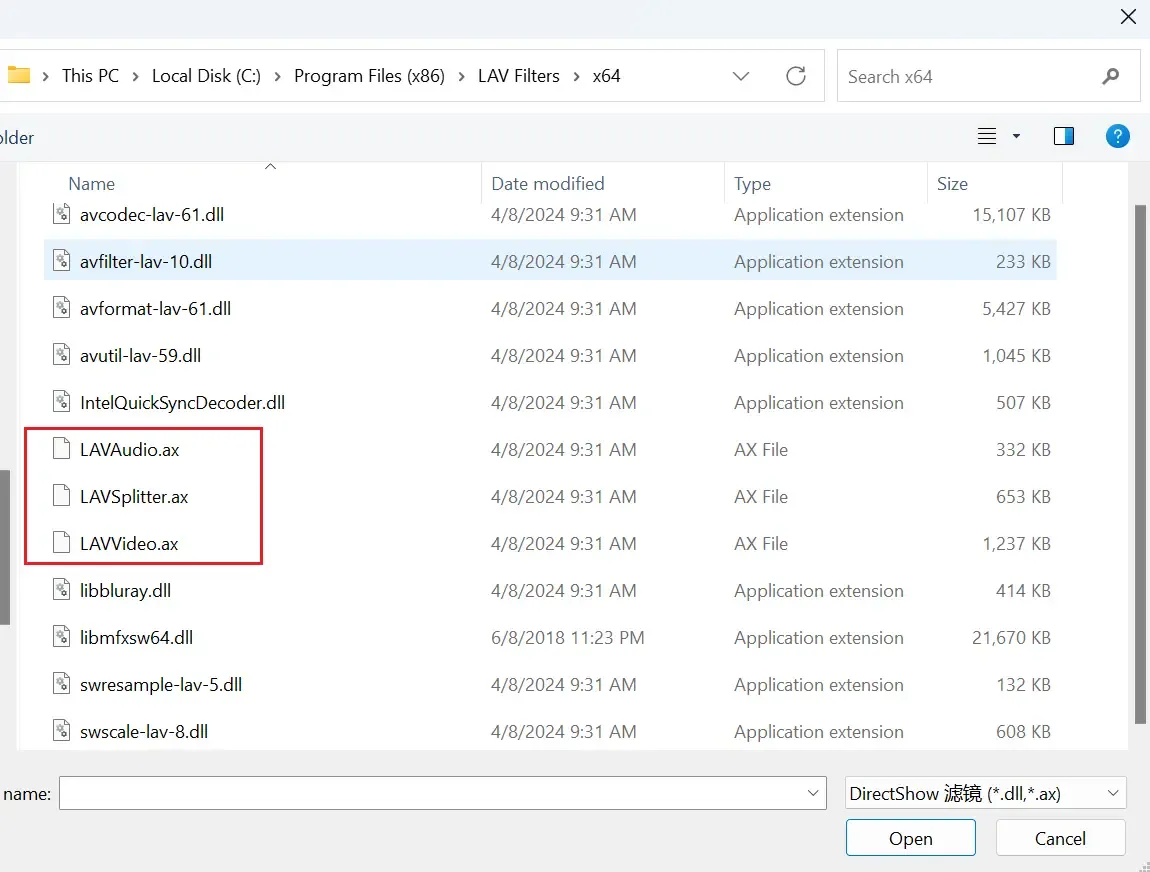 This PC > Local Disk (C:) > Program Files (x86) > LAV Filters > x64
Search x64
older
?
Name Date modified Type Size
avcodec-lav-61.dll 4/8/2024 9:31 AM Application extension 15,107 KB
avfilter-lav-10.dll 4/8/2024 9:31 AM Application extension 233 KB
avformat-lav-61.dll 4/8/2024 9:31 AM Application extension 5,427 KB
avutil-lav-59.dll 4/8/2024 9:31 AM Application extension 1,045 KB
IntelQuickSyncDecoder.dll 4/8/2024 9:31 AM Application extension 507 KB
LAVAudio.ax 4/8/2024 9:31 AM AX File 332 KB
LAVSplitter.ax 4/8/2024 9:31 AM AX File 653 KB
LAVVideo.ax 4/8/2024 9:31 AM AX File 1,237 KB
libbluray.dll 4/8/2024 9:31 AM Application extension 414 KB
libmfxsw64.dll 6/8/2018 11:23 PM Application extension 21,670 KB
swresample-lav-5.dll 4/8/2024 9:31 AM Application extension 132 KB
swscale-lav-8.dll 4/8/2024 9:31 AM Application extension 608 KB
name: DirectShow 滤镜 (*.dll,*.ax)
Open Cancel